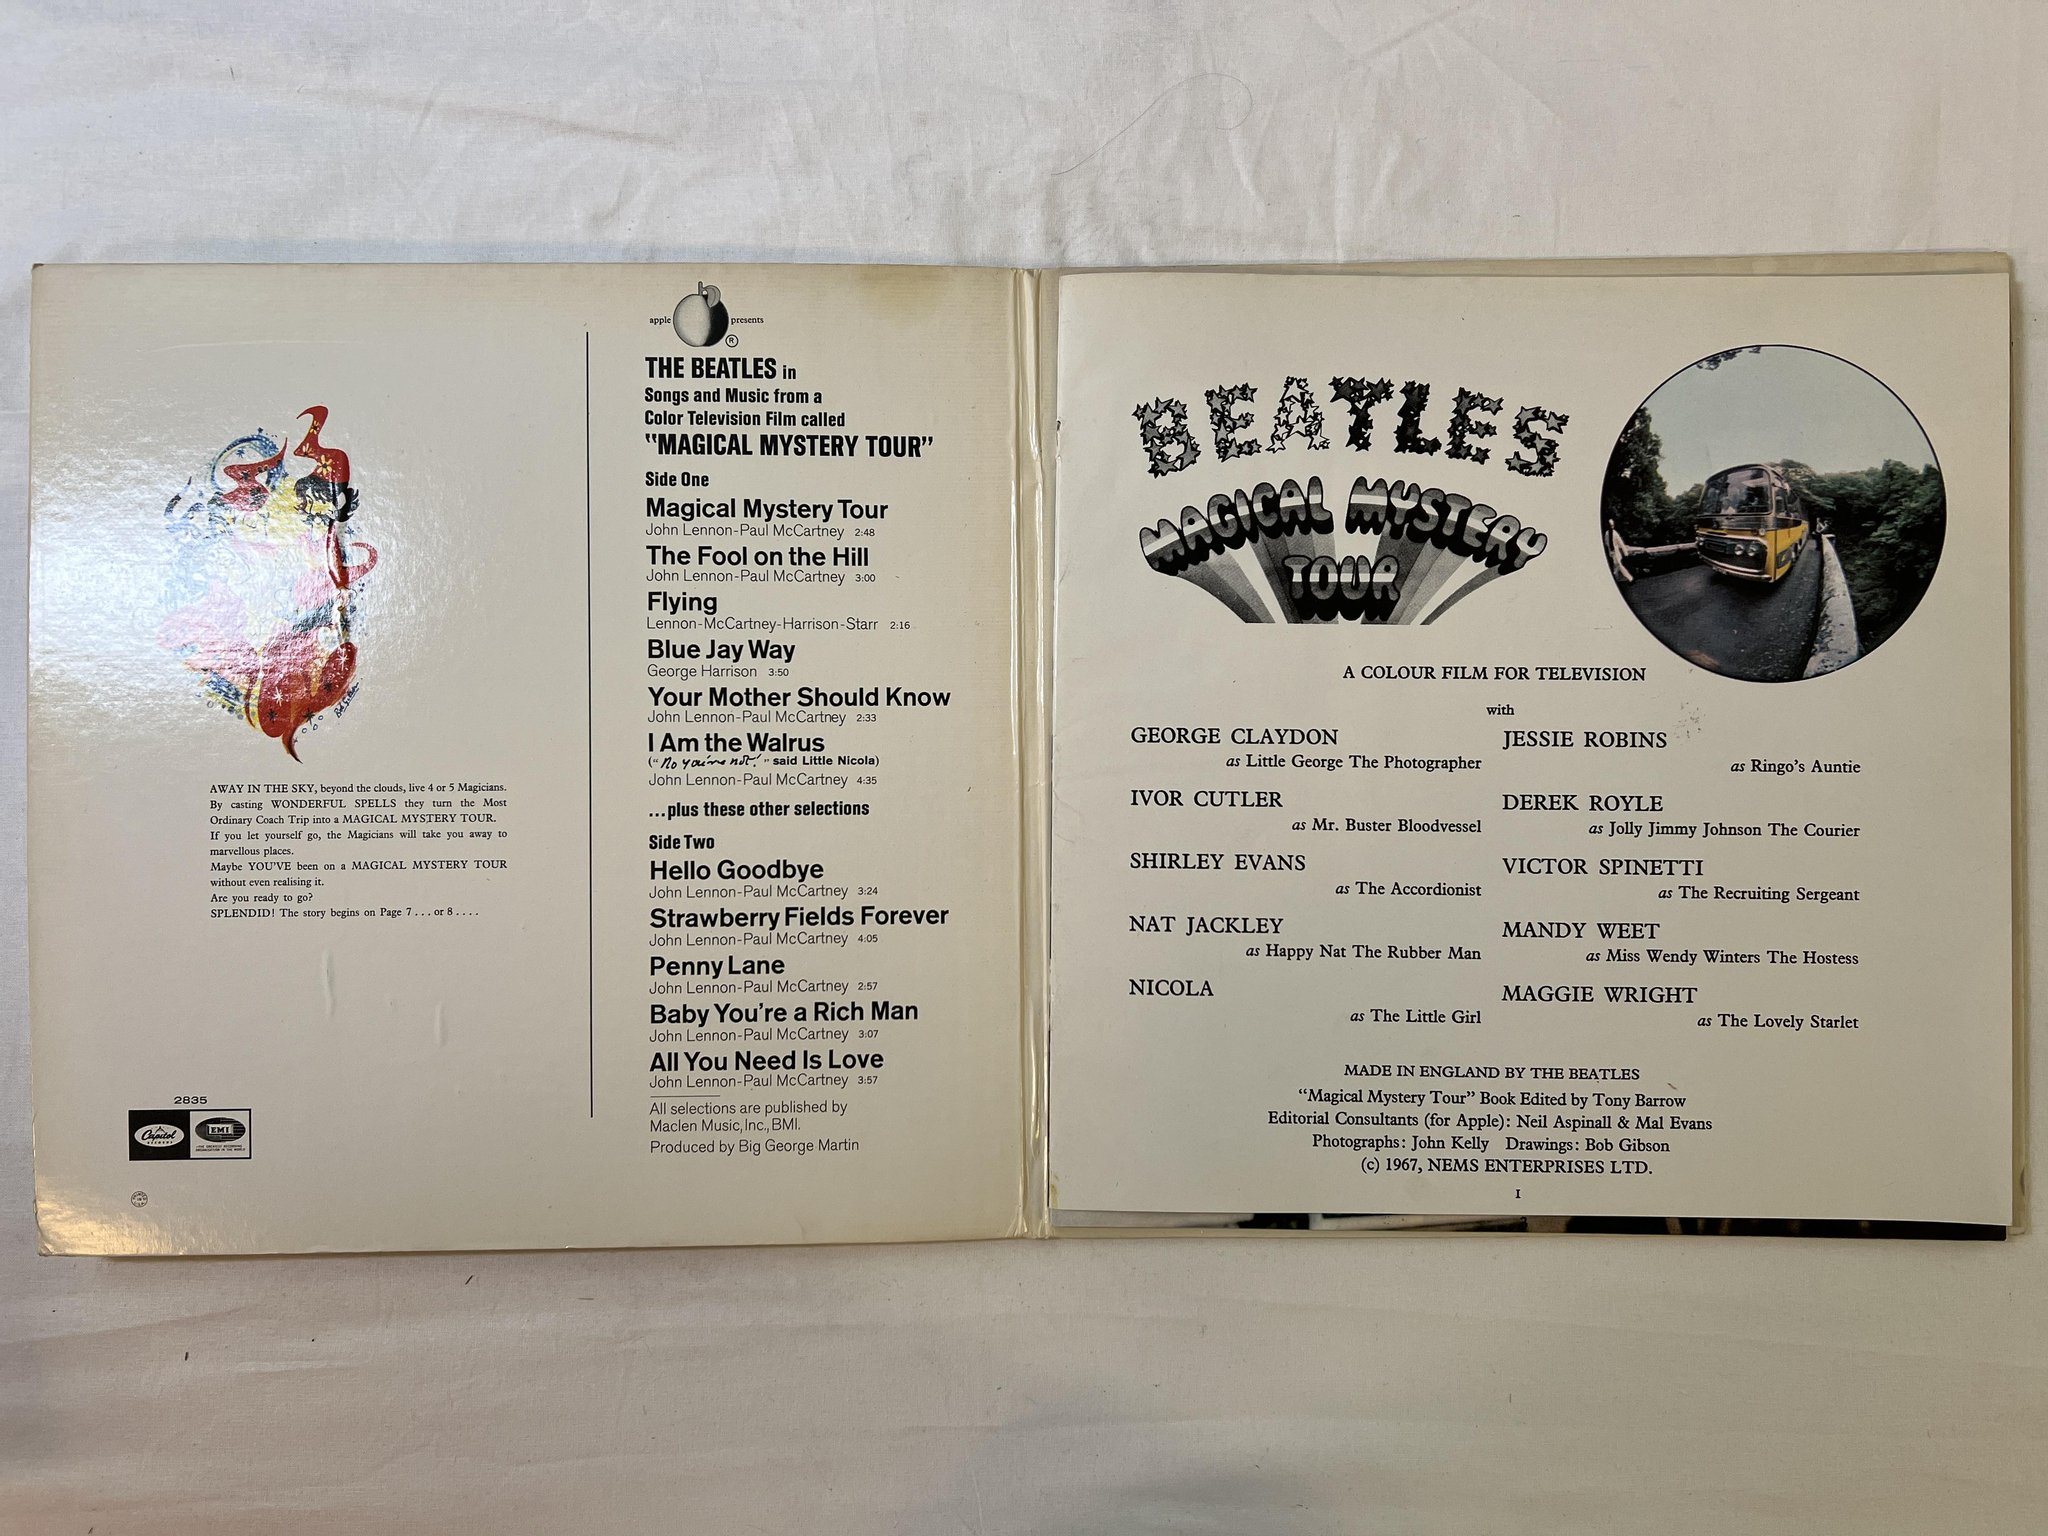 AWAY IN THE SKY, beyond the clouds, live 4 or 5 Magicians.
By casting WONDERFUL SPELLS they turn the Most
Ordinary Coach Trip into a MAGICAL MYSTERY TOUR.
If you let yourself go, the Magicians will take you away to
marvellous places.
Maybe YOU'VE been on a MAGICAL MYSTERY TOUR
without even realising it.
Are you ready to go?
SPLENDID! The story begins on Page 7 . . . or 8 . . . .
2835
Capitol
RECORDS
EMI
apple presents
®
THE BEATLES in
Songs and Music from a
Color Television Film called
"MAGICAL MYSTERY TOUR"
Side One
Magical Mystery Tour
John Lennon-Paul McCartney 2:48
The Fool on the Hill
John Lennon-Paul McCartney 3:00
Flying
Lennon-McCartney-Harrison-Starr 2:16
Blue Jay Way
George Harrison 3:50
Your Mother Should Know
John Lennon-Paul McCartney 2:33
I Am the Walrus
("No you're not!" said Little Nicola)
John Lennon-Paul McCartney 4:35
...plus these other selections
Side Two
Hello Goodbye
John Lennon-Paul McCartney 3:24
Strawberry Fields Forever
John Lennon-Paul McCartney 4:05
Penny Lane
John Lennon-Paul McCartney 2:57
Baby You're a Rich Man
John Lennon-Paul McCartney 3:07
All You Need Is Love
John Lennon-Paul McCartney 3:57
All selections are published by
Maclen Music, Inc., BMI.
Produced by Big George Martin
BEATLES
MAGICAL MYSTERY
TOUR
A COLOUR FILM FOR TELEVISION
with
GEORGE CLAYDON
as Little George The Photographer
IVOR CUTLER
as Mr. Buster Bloodvessel
SHIRLEY EVANS
as The Accordionist
NAT JACKLEY
as Happy Nat The Rubber Man
NICOLA
as The Little Girl
JESSIE ROBINS
as Ringo's Auntie
DEREK ROYLE
as Jolly Jimmy Johnson The Courier
VICTOR SPINETTI
as The Recruiting Sergeant
MANDY WEET
as Miss Wendy Winters The Hostess
MAGGIE WRIGHT
as The Lovely Starlet
MADE IN ENGLAND BY THE BEATLES
"Magical Mystery Tour" Book Edited by Tony Barrow
Editorial Consultants (for Apple): Neil Aspinall & Mal Evans
Photographs: John Kelly Drawings: Bob Gibson
(c) 1967, NEMS ENTERPRISES LTD.
1